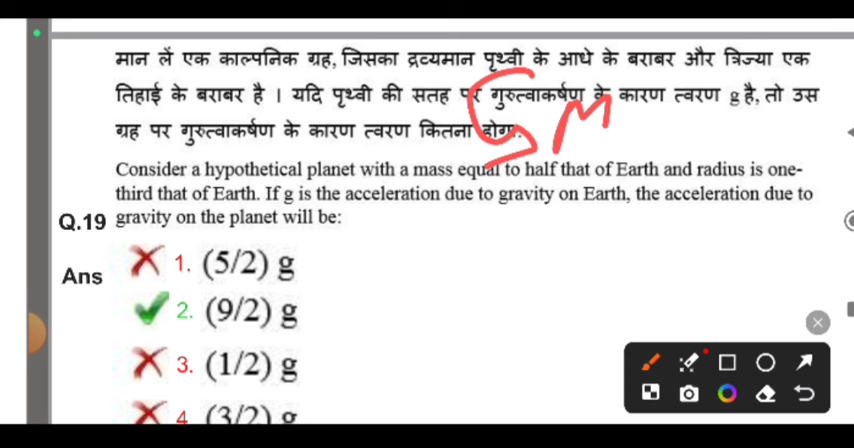 मान लें एक काल्पनिक ग्रह, जिसका द्रव्यमान पृथ्वी के आधे के बराबर और त्रिज्या एक
तिहाई के बराबर है । यदि पृथ्वी की सतह पर गुरुत्वाकर्षण के कारण त्वरण g है, तो उस
ग्रह पर गुरुत्वाकर्षण के कारण त्वरण कितना होगा.
M
Consider a hypothetical planet with a mass equal to half that of Earth and radius is one-
third that of Earth. If g is the acceleration due to gravity on Earth, the acceleration due to
Q.19 gravity on the planet will be:
Ans 1. (5/2) g
2. (9/2) g
3. (1/2) g
4. (3/2) g